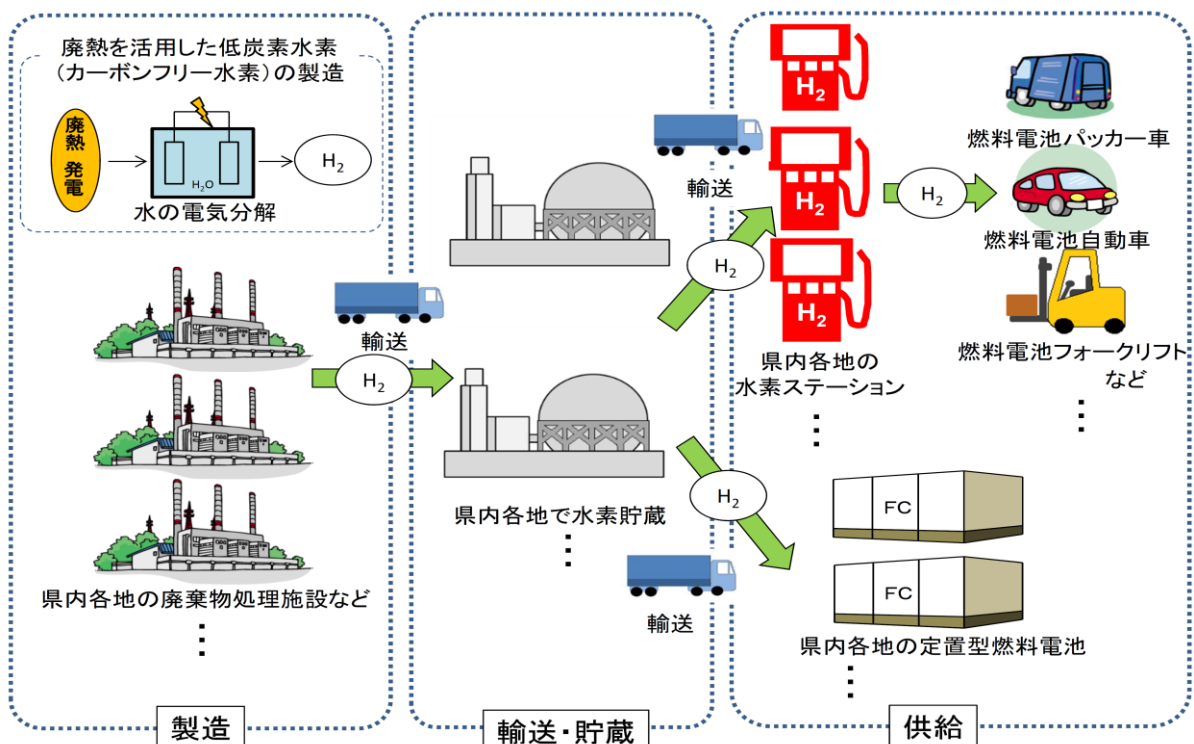 廃熱を活用した低炭素水素
(カーボンフリー水素)の製造
廃熱 発電
H₂O
H₂
水の電気分解
輸送
H₂
県内各地の廃棄物処理施設など
製造
県内各地で水素貯蔵
輸送
H₂
H₂
輸送
輸送・貯蔵
H₂
H₂
H₂
県内各地の
水素ステーション
H₂
燃料電池パッカー車
燃料電池自動車
燃料電池フォークリフト
など
FC
FC
県内各地の定置型燃料電池
供給